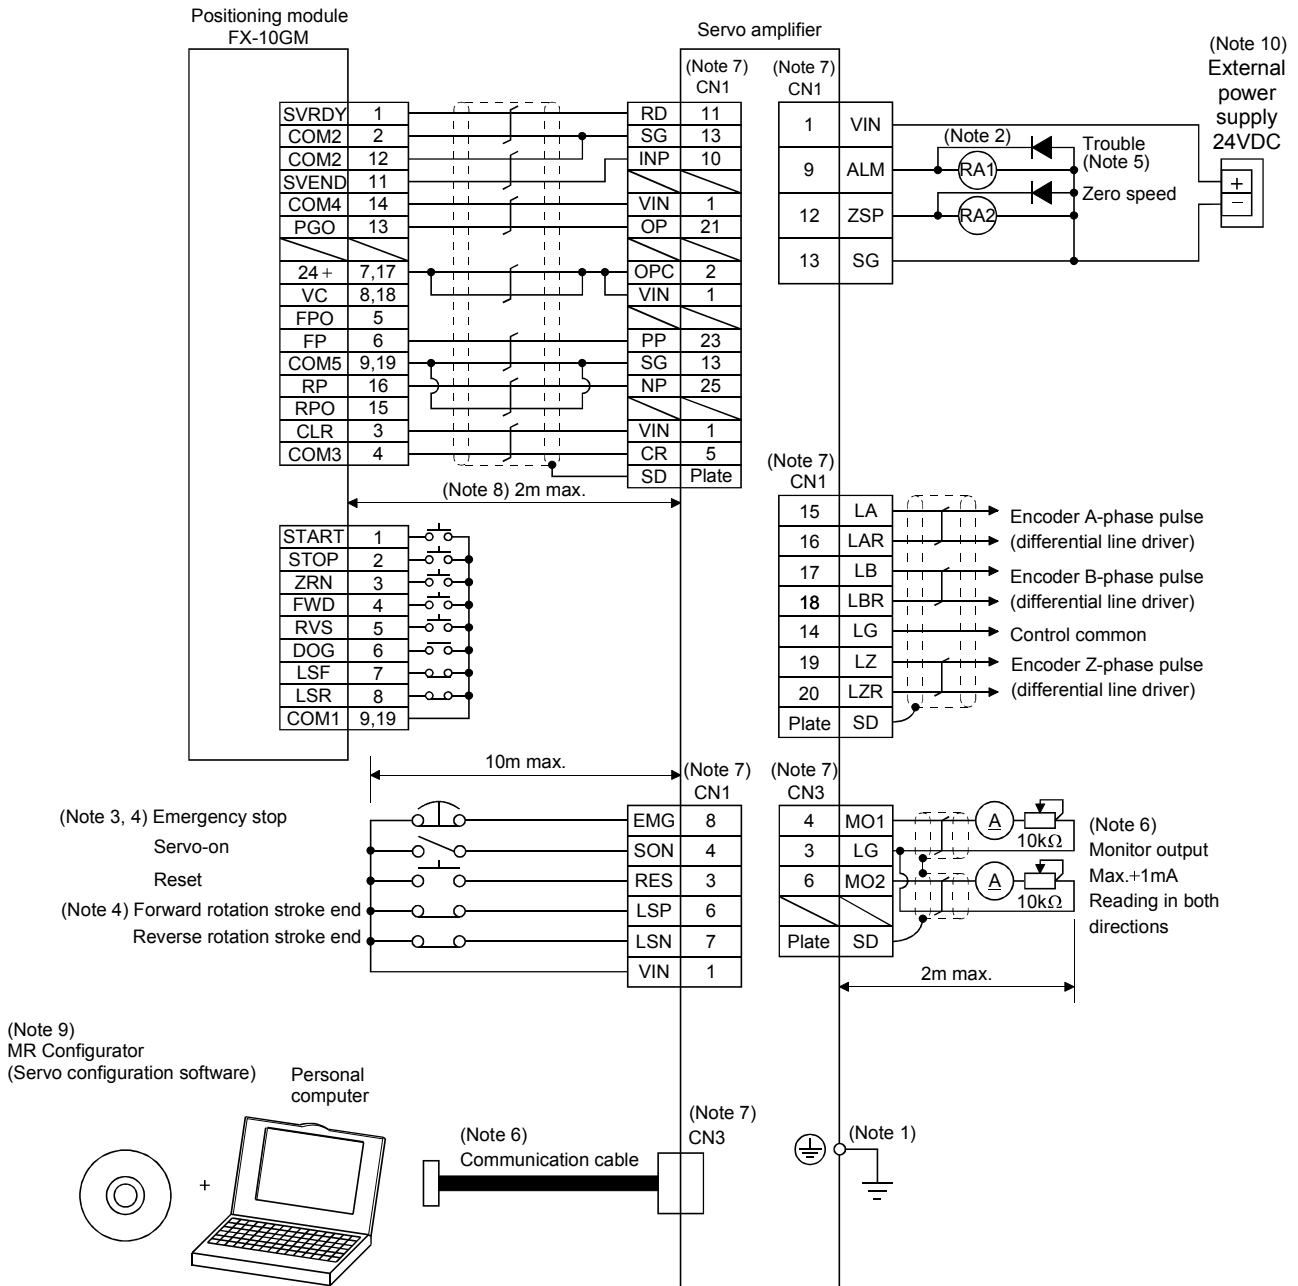 Positioning module
FX-10GM
Servo amplifier
(Note 7)
CN1
SVRDY 1
COM2 2
COM2 12
SVEND 11
COM4 14
PGO 13
24+ 7,17
VC 8,18
FPO 5
FP 6
COM5 9,19
RP 16
RPO 15
CLR 3
COM3 4
RD 11
SG 13
INP 10
VIN 1
OP 21
OPC 2
VIN 1
PP 23
SG 13
NP 25
VIN 1
CR 5
SD Plate
(Note 8) 2m max.
(Note 7)
CN1
1 VIN
9 ALM
12 ZSP
13 SG
(Note 2)
RA1
RA2
Trouble
(Note 5)
Zero speed
(Note 10)
External
power
supply
24VDC
+
−
START 1
STOP 2
ZRN 3
FWD 4
RVS 5
DOG 6
LSF 7
LSR 8
COM1 9,19
(Note 7)
CN1
15 LA
16 LAR
17 LB
18 LBR
14 LG
19 LZ
20 LZR
Plate SD
Encoder A-phase pulse
(differential line driver)
Encoder B-phase pulse
(differential line driver)
Control common
Encoder Z-phase pulse
(differential line driver)
10m max.
(Note 7)
CN1
(Note 3, 4) Emergency stop
Servo-on
Reset
(Note 4) Forward rotation stroke end
Reverse rotation stroke end
EMG 8
SON 4
RES 3
LSP 6
LSN 7
VIN 1
(Note 7)
CN3
4 MO1
3 LG
6 MO2
Plate SD
A
10kΩ
A
10kΩ
(Note 6)
Monitor output
Max.+1mA
Reading in both
directions
2m max.
(Note 9)
MR Configurator
(Servo configuration software)
Personal
computer
+
(Note 6)
Communication cable
(Note 7)
CN3
(Note 1)